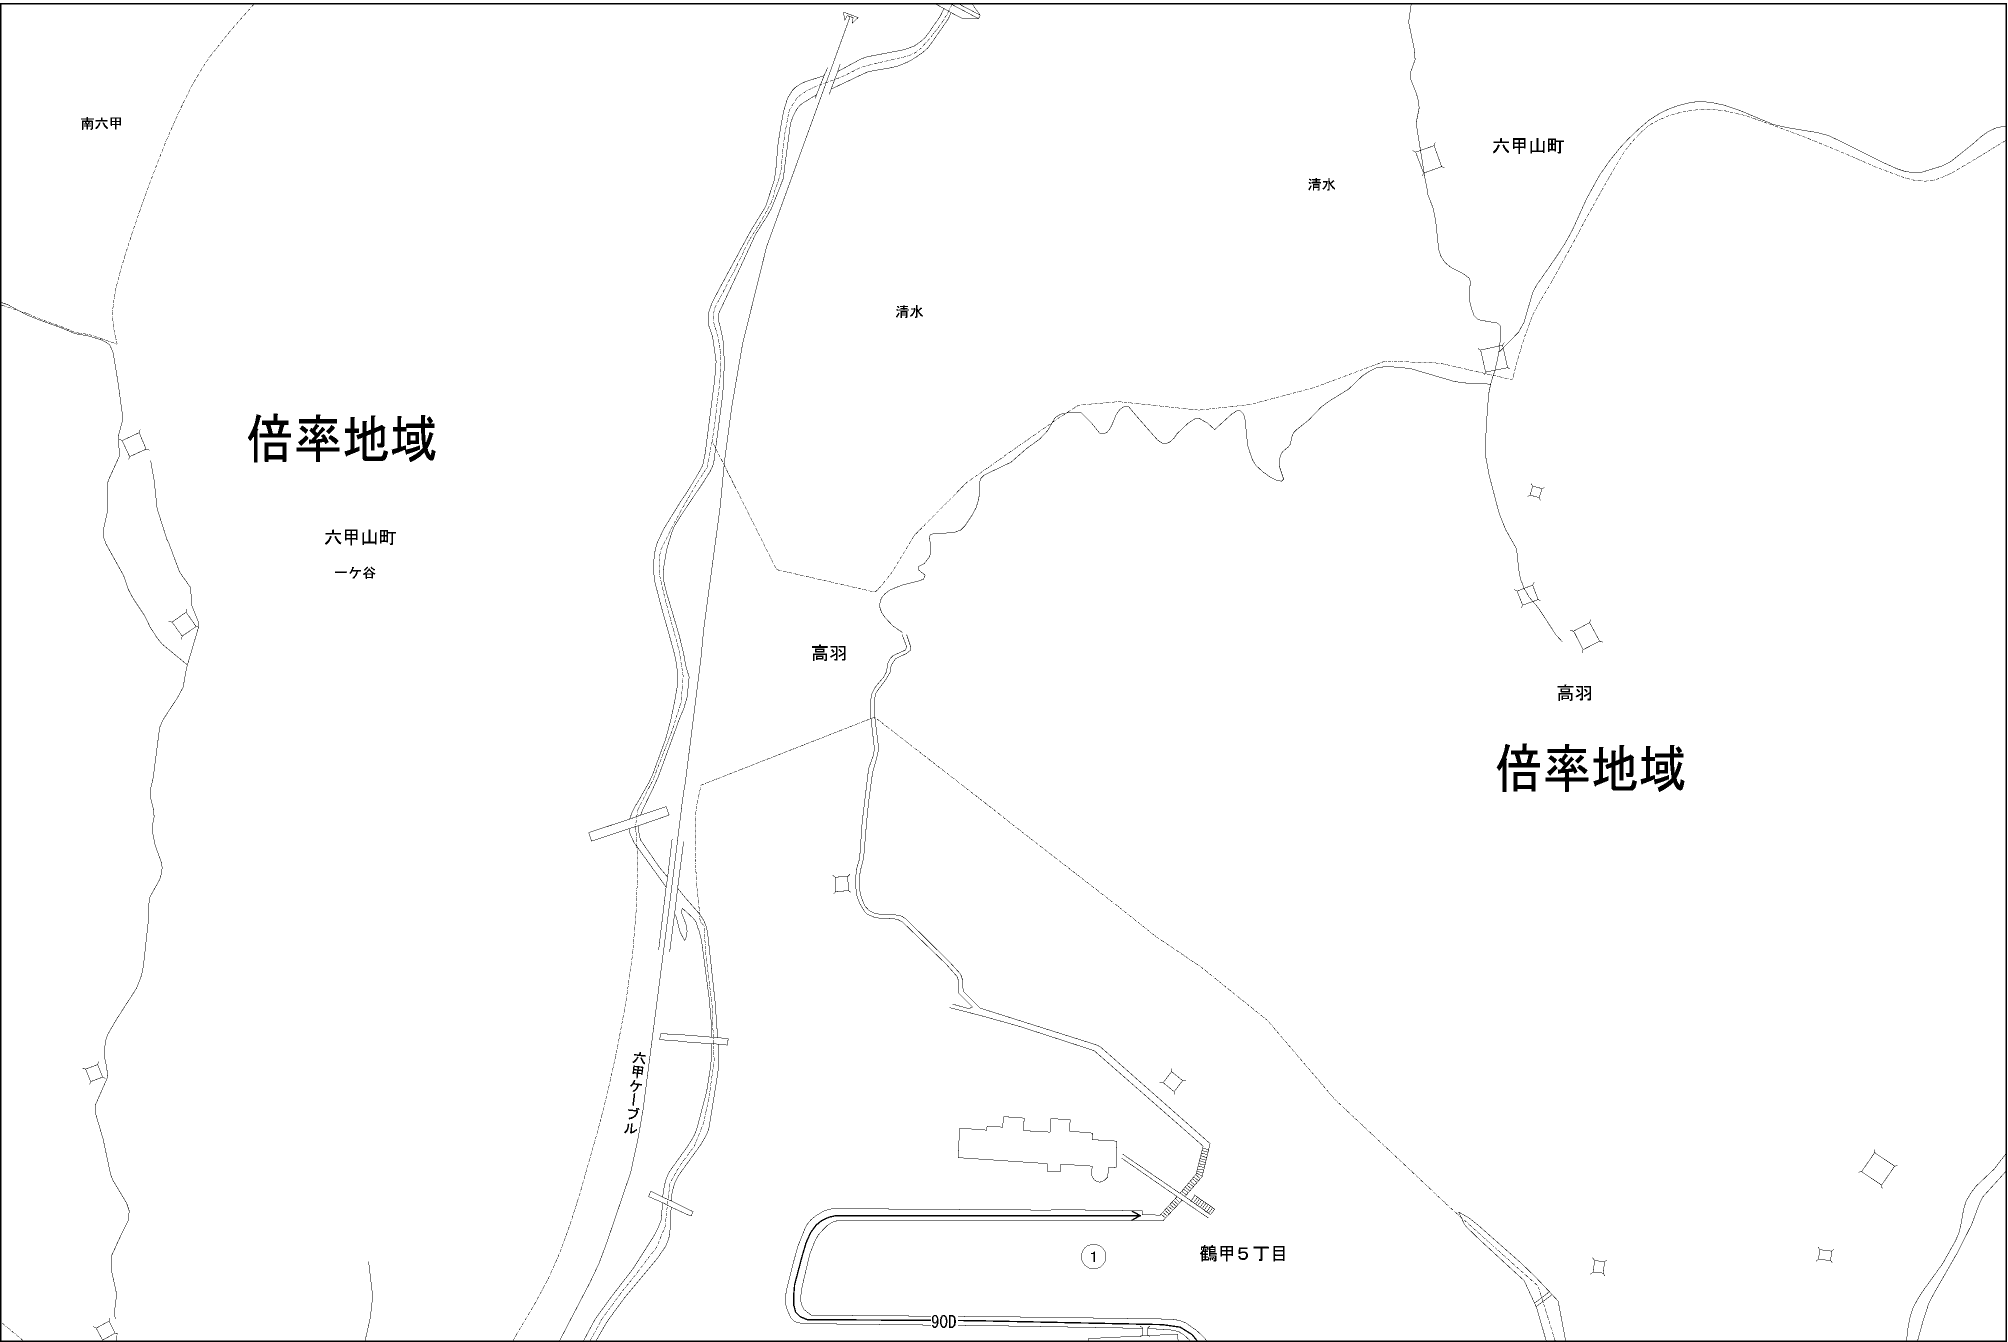 南六甲
六甲山町
清水
清水
倍率地域
六甲山町
一ケ谷
高羽
高羽
倍率地域
六甲ケーブル
鶴甲5丁目
1
90D